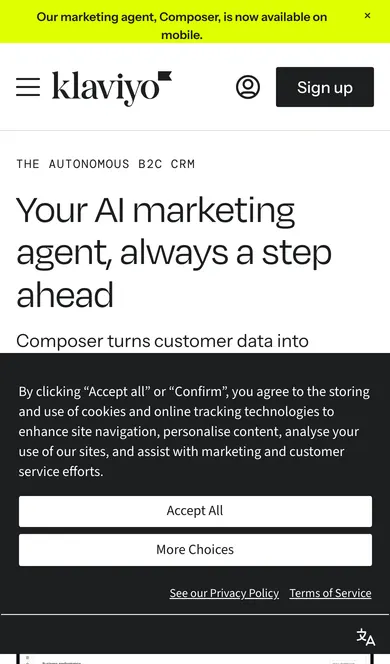 Our marketing agent, Composer, is now available on
mobile.
×
klaviyo
Sign up
THE AUTONOMOUS B2C CRM
Your AI marketing
agent, always a step
ahead
Composer turns customer data into
By clicking “Accept all” or “Confirm”, you agree to the storing
and use of cookies and online tracking technologies to
enhance site navigation, personalise content, analyse your
use of our sites, and assist with marketing and customer
service efforts.
Accept All
More Choices
See our Privacy Policy Terms of Service